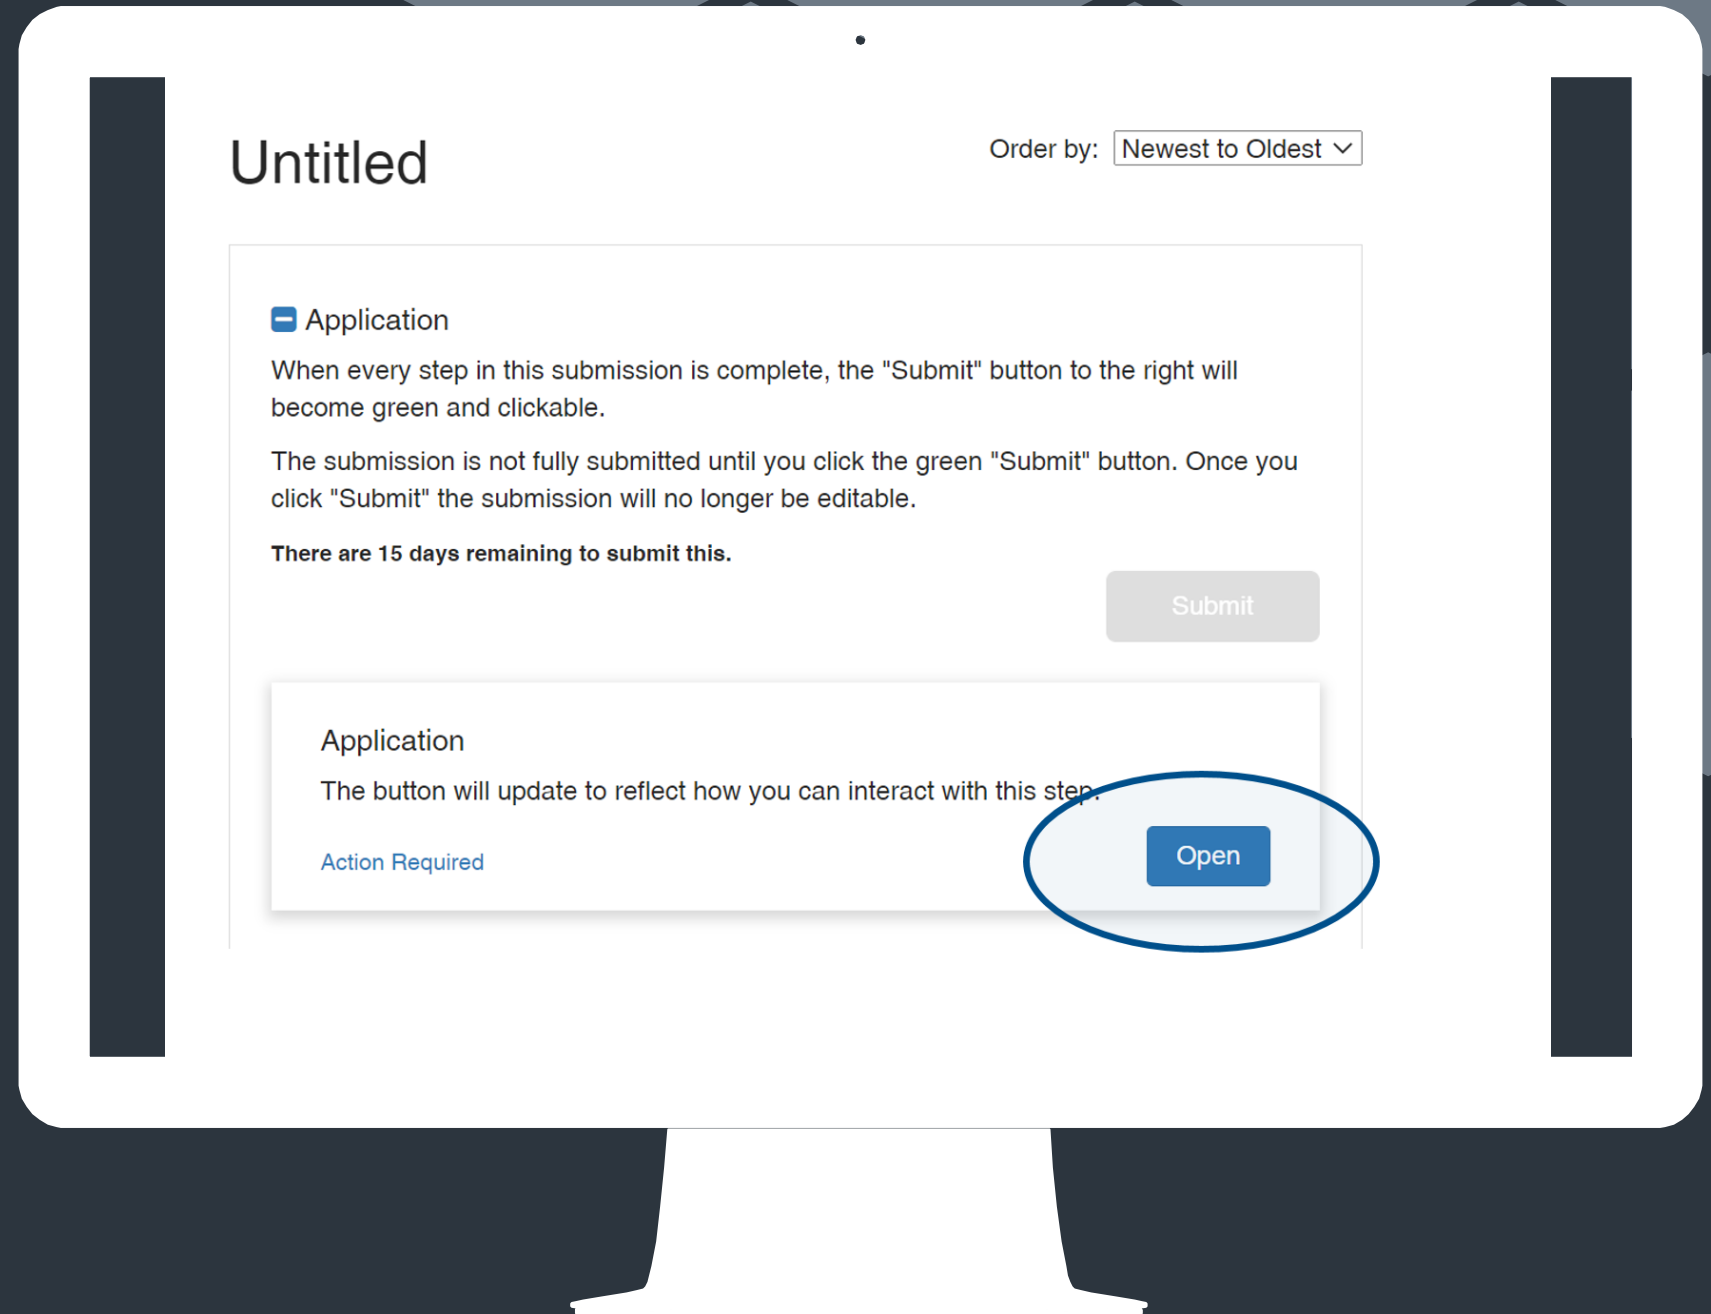 Untitled
Order by: Newest to Oldest
Application
When every step in this submission is complete, the "Submit" button to the right will
become green and clickable.
The submission is not fully submitted until you click the green "Submit" button. Once you
click "Submit" the submission will no longer be editable.
There are 15 days remaining to submit this.
Submit
Application
The button will update to reflect how you can interact with this step.
Action Required
Open